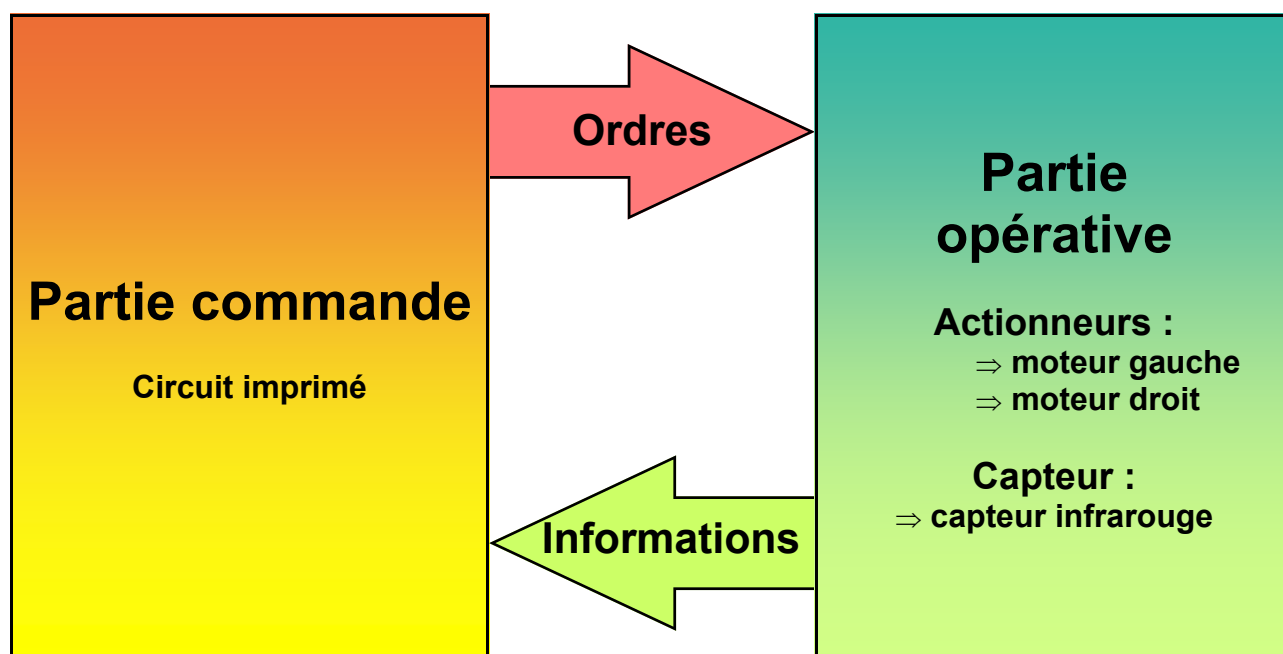 Partie commande
Circuit imprimé
Ordres
Informations
Partie
opérative
Actionneurs :
⇒ moteur gauche
⇒ moteur droit
Capteur :
⇒ capteur infrarouge